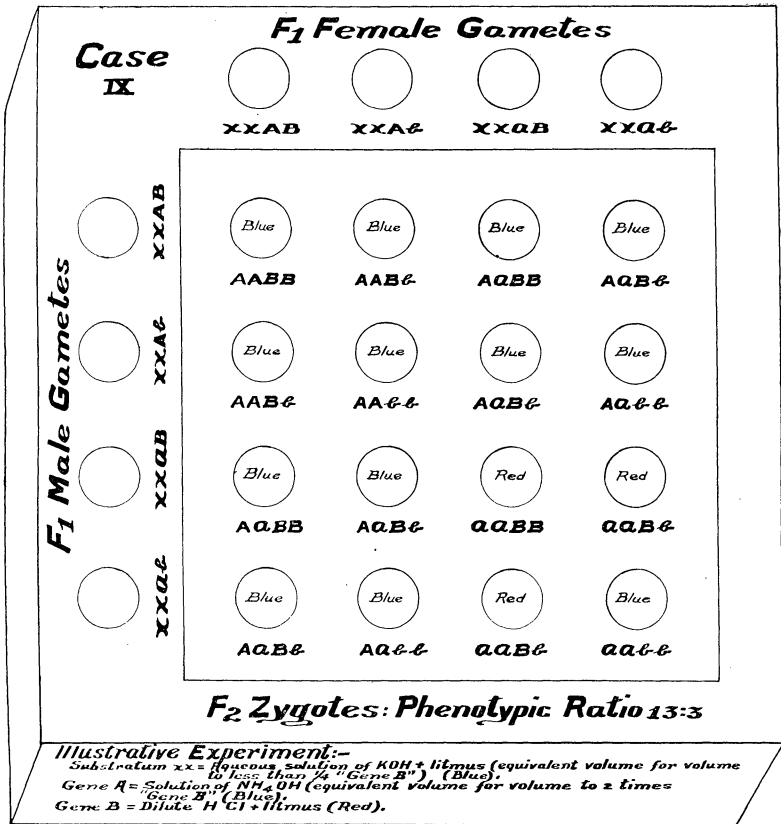 F1 Female Gametes
Case
IX
xxAB xxAb xxaB xxab
F1 Male Gametes
xxAB
Blue Blue Blue Blue
AABB AABb AaBB AaBb
xxAb
Blue Blue Blue Blue
AABb AAbb AaBb Aabb
xxaB
Blue Blue Red Red
AaBB AaBb aaBB aaBb
xxab
Blue Blue Red Blue
AaBb Aabb aaBb aabb
F2 Zygotes: Phenotypic Ratio 13:3
Illustrative Experiment:-
Substratum xx = Aqueous solution of KOH + litmus (equivalent volume for volume
to less than 1/4 "Gene B") (Blue).
Gene A = Solution of NH4OH (equivalent volume for volume to 2 times
"Gene B" (Blue).
Gene B = Dilute H Cl + litmus (Red).